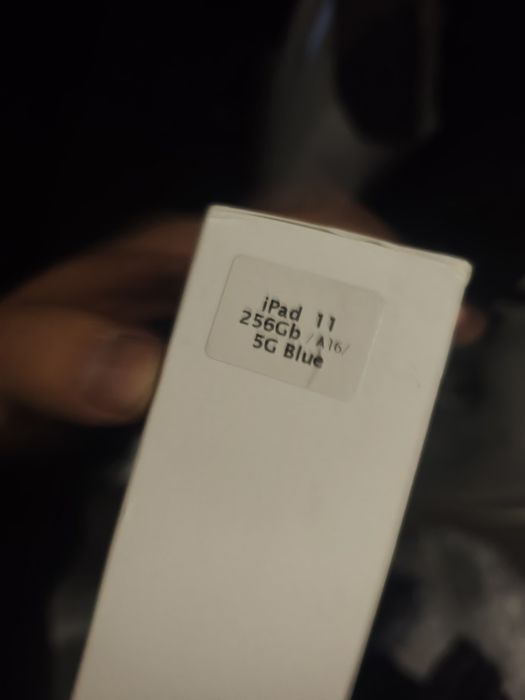 iPad 11
256Gb /A16/
5G Blue